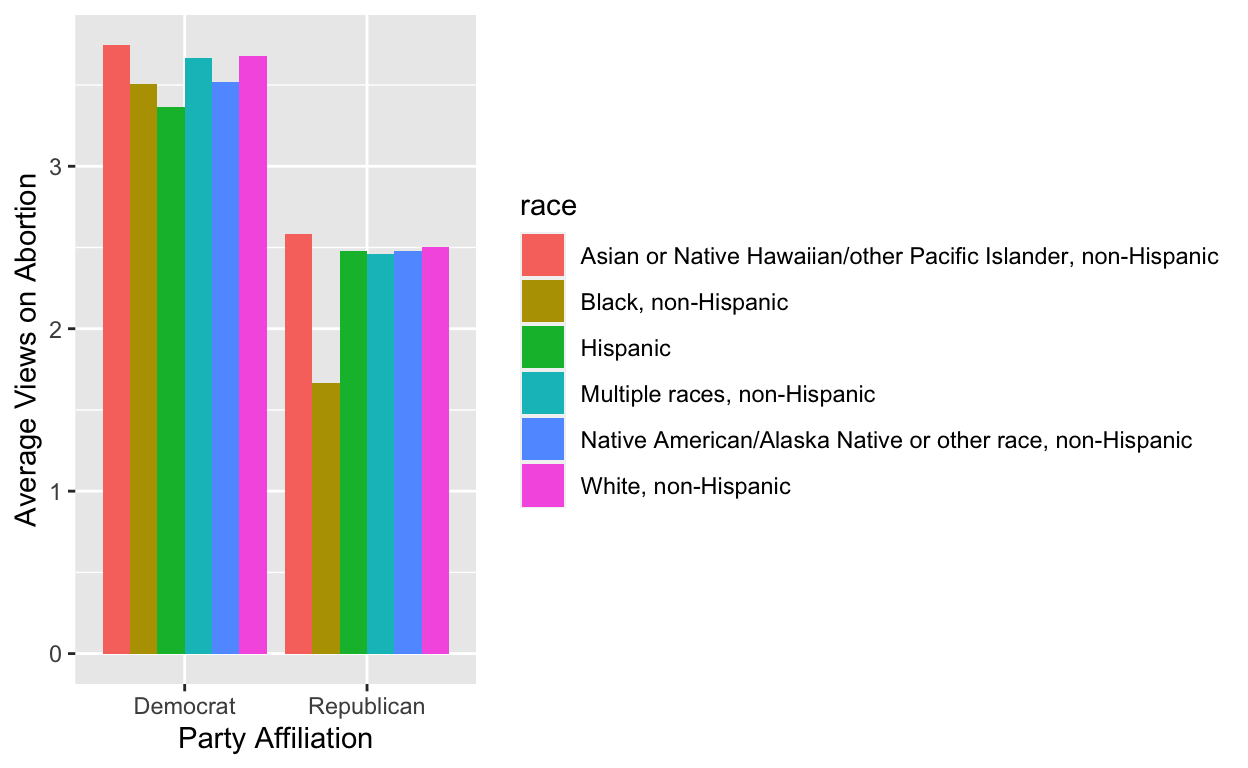 Average Views on Abortion
3
2
1
0
Democrat
Republican
Party Affiliation
race
Asian or Native Hawaiian/other Pacific Islander, non-Hispanic
Black, non-Hispanic
Hispanic
Multiple races, non-Hispanic
Native American/Alaska Native or other race, non-Hispanic
White, non-Hispanic